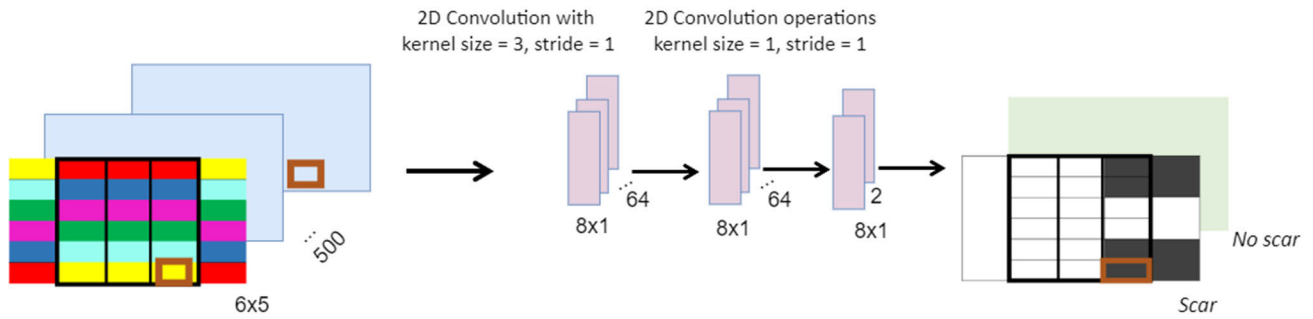 2D Convolution with
kernel size = 3, stride = 1
2D Convolution operations
kernel size = 1, stride = 1
...
500
6x5
...
64
8x1
...
64
8x1
2
8x1
No scar
Scar